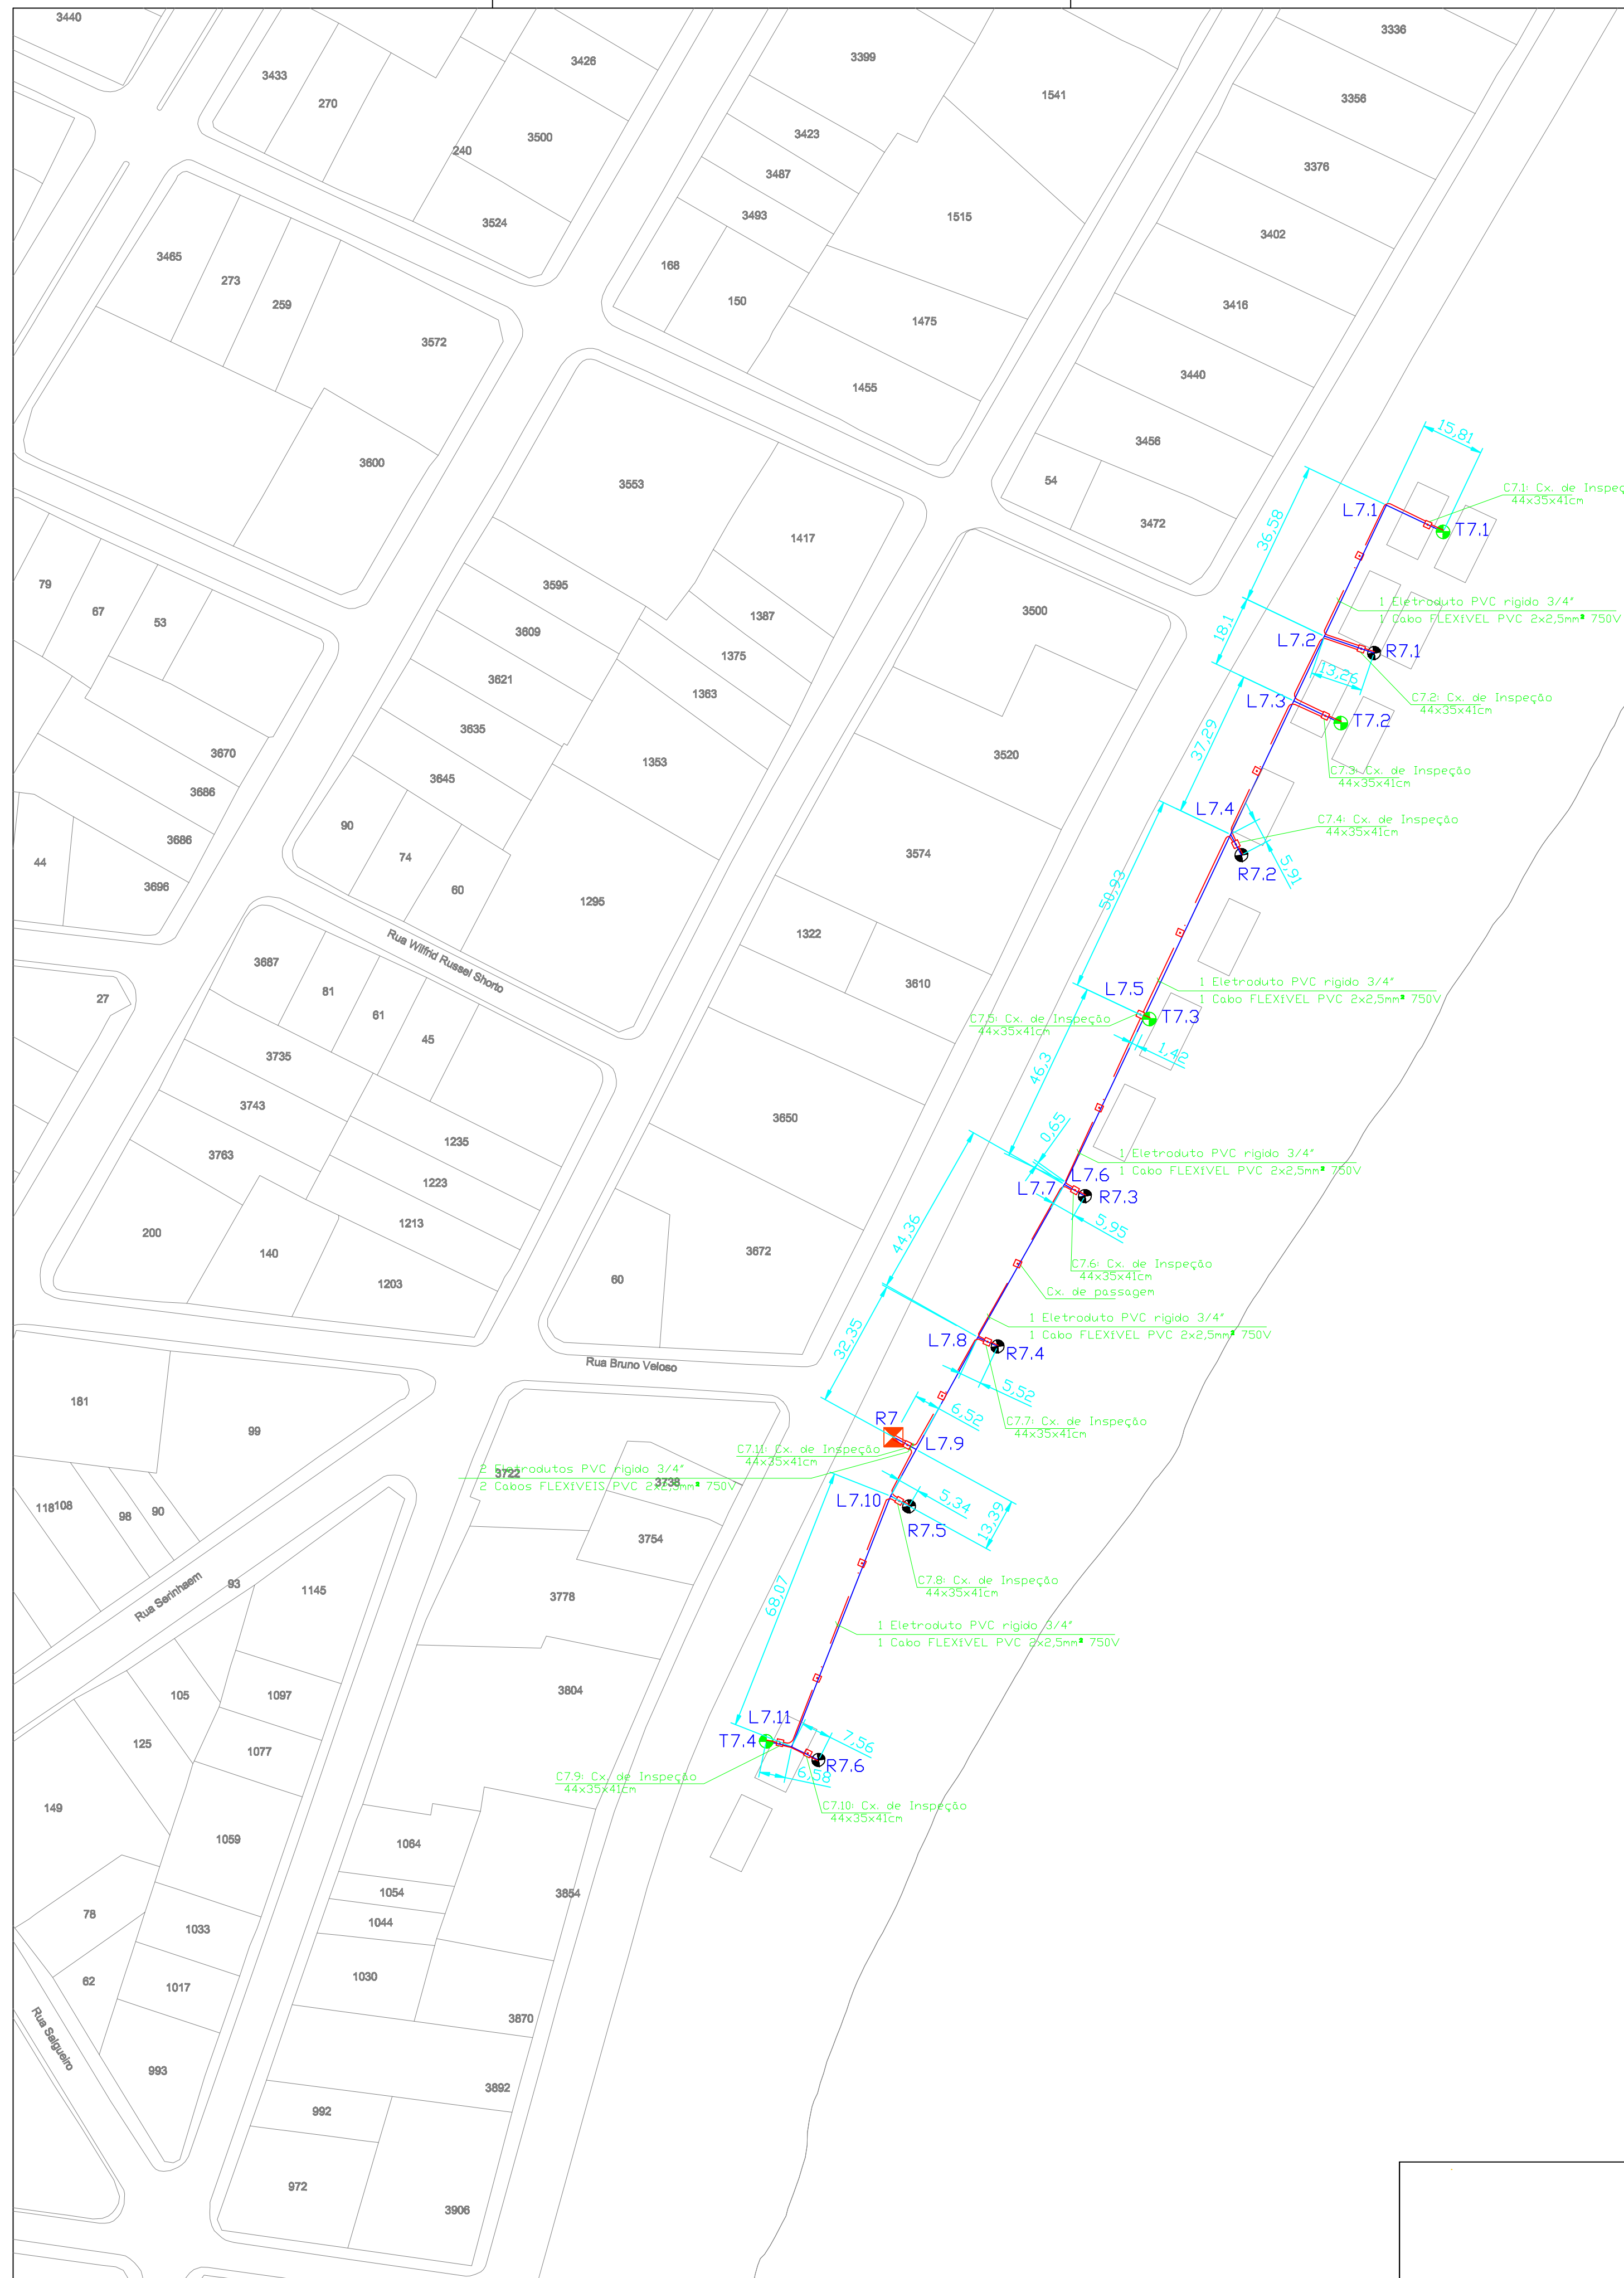 3440
3433
270
3426
240
3500
3524
3399
1541
3423
3487
3493
1515
168
150
1475
1455
3336
3356
3376
3402
3416
3440
3456
54
3472
3465
273
259
3572
3600
3553
1417
3595
1387
3609
1375
3621
1363
3635
1353
3645
90
74
60
1295
79
67
53
3670
3686
3686
3696
44
3500
3520
3574
1322
3610
3650
3672
60
Rua Wilfrid Russel Shorto
27
3687
81
61
45
3735
3743
1235
3763
1223
1213
200
140
1203
Rua Bruno Veloso
181
99
118
108
98
90
Rua Serinhaem
93
1145
3722
3738
3754
3778
3804
105
1097
125
1077
149
1059
1064
1054
3854
1044
78
1033
1030
62
1017
3870
Rua Salgueiro
993
3892
992
972
3906
15,81
36,58
L7.1
T7.1
44x35x41cm
1 Eletroduto PVC rigido 3/4"
1 Cabo FLEXíVEL PVC 2x2,5mm² 750V
18,1
L7.2
R7.1
13,26
C7.2: Cx. de Inspeção
44x35x41cm
L7.3
T7.2
37,29
C7.3: Cx. de Inspeção
44x35x41cm
L7.4
C7.4: Cx. de Inspeção
44x35x41cm
R7.2
5,91
50,93
1 Eletroduto PVC rigido 3/4"
1 Cabo FLEXíVEL PVC 2x2,5mm² 750V
L7.5
T7.3
C7.5: Cx. de Inspeção
44x35x41cm
1,42
46,3
0,65
1 Eletroduto PVC rigido 3/4"
1 Cabo FLEXíVEL PVC 2x2,5mm² 750V
L7.6
L7.7
R7.3
5,95
44,36
C7.6: Cx. de Inspeção
44x35x41cm
Cx. de passagem
1 Eletroduto PVC rigido 3/4"
1 Cabo FLEXíVEL PVC 2x2,5mm² 750V
L7.8
R7.4
32,35
5,52
6,52
C7.7: Cx. de Inspeção
44x35x41cm
R7
L7.9
C7.11: Cx. de Inspeção
44x35x41cm
2 Eletrodutos PVC rigido 3/4"
2 Cabos FLEXíVEIS PVC 2x2,5mm² 750V
L7.10
R7.5
5,34
13,39
C7.8: Cx. de Inspeção
44x35x41cm
68,07
1 Eletroduto PVC rigido 3/4"
1 Cabo FLEXíVEL PVC 2x2,5mm² 750V
L7.11
T7.4
R7.6
7,56
6,58
C7.9: Cx. de Inspeção
44x35x41cm
C7.10: Cx. de Inspeção
44x35x41cm
C7.1: Cx. de